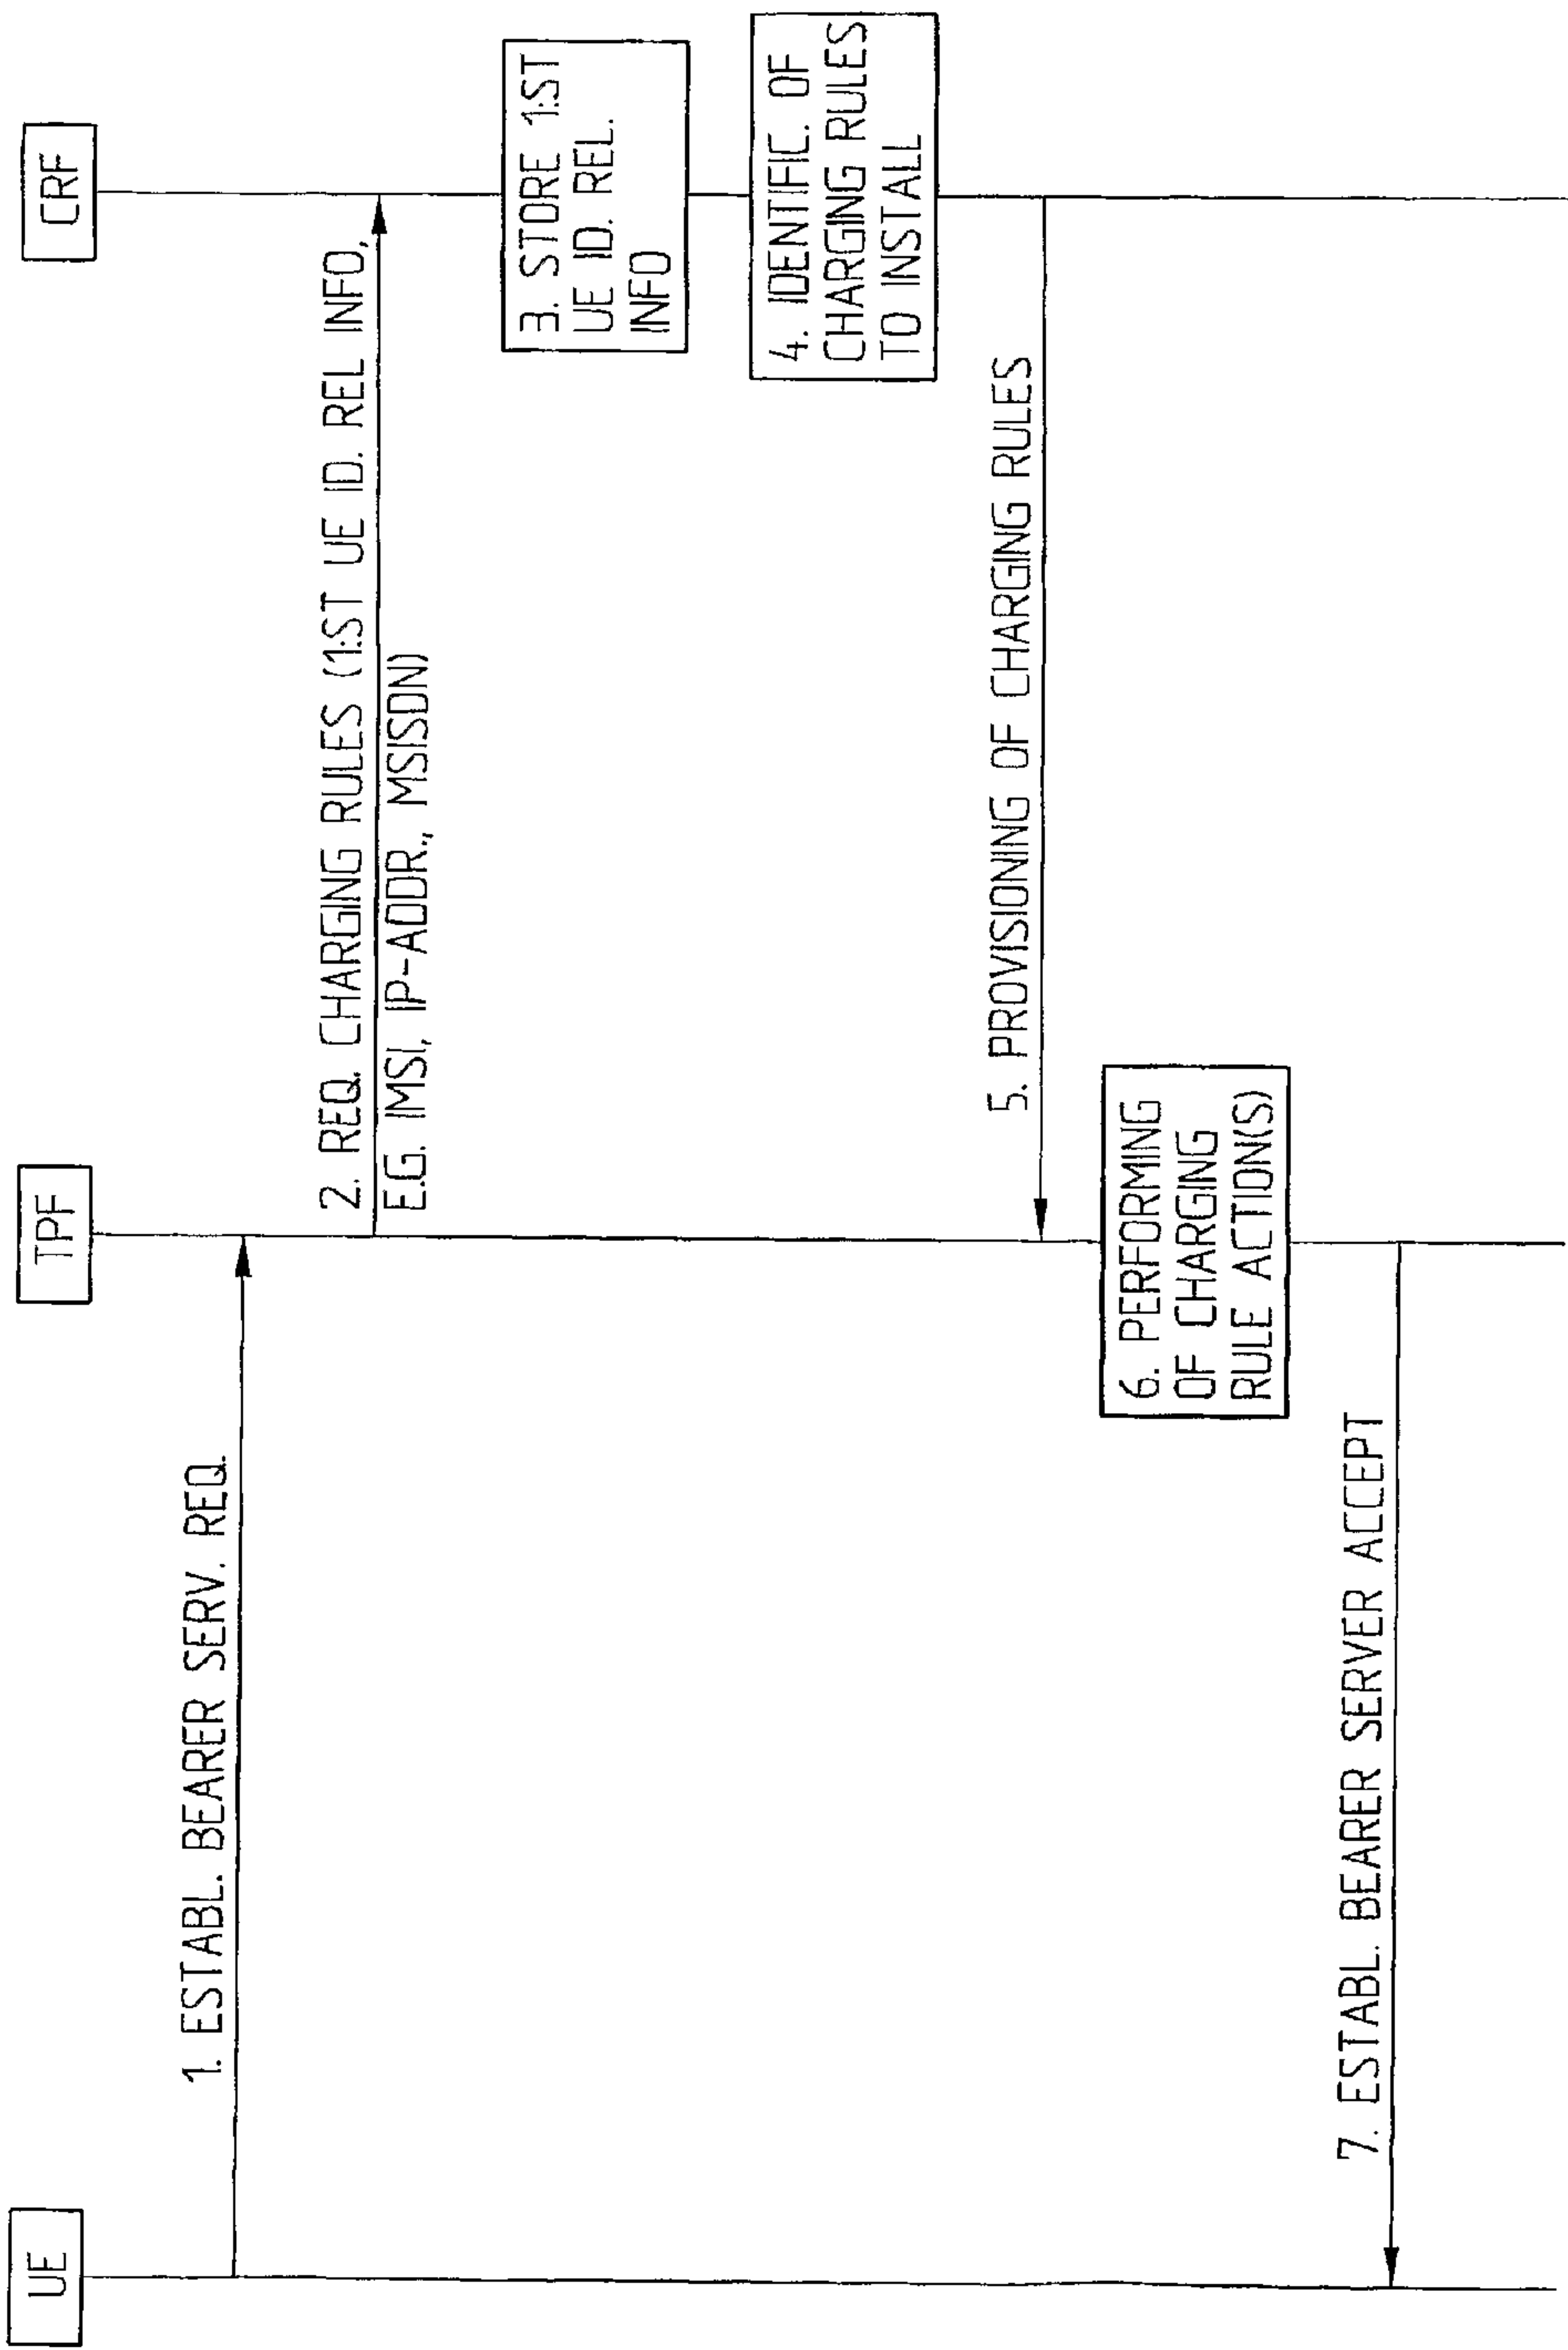 UE
TPF
CRF
1. ESTABL. BEARER SERV. REQ.
2. REQ. CHARGING RULES (1:ST UE ID. REL INFO,
E.G. IMSI, IP-ADDR., MSISDN)
3. STORE 1:ST
UE ID. REL.
INFO
4. IDENTIFIC. OF
CHARGING RULES
TO INSTALL
5. PROVISIONING OF CHARGING RULES
6. PERFORMING
OF CHARGING
RULE ACTION(S)
7. ESTABL. BEARER SERVER ACCEPT